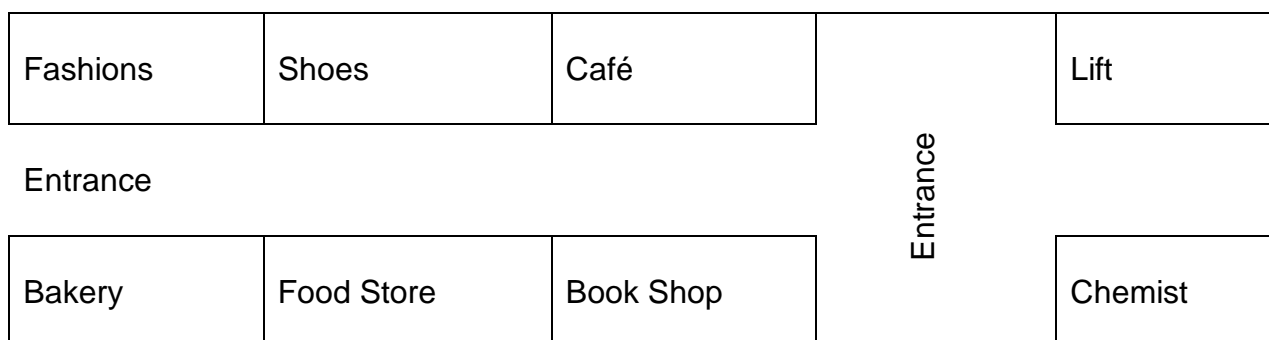 Fashions
Shoes
Café
Lift
Entrance
Entrance
Bakery
Food Store
Book Shop
Chemist